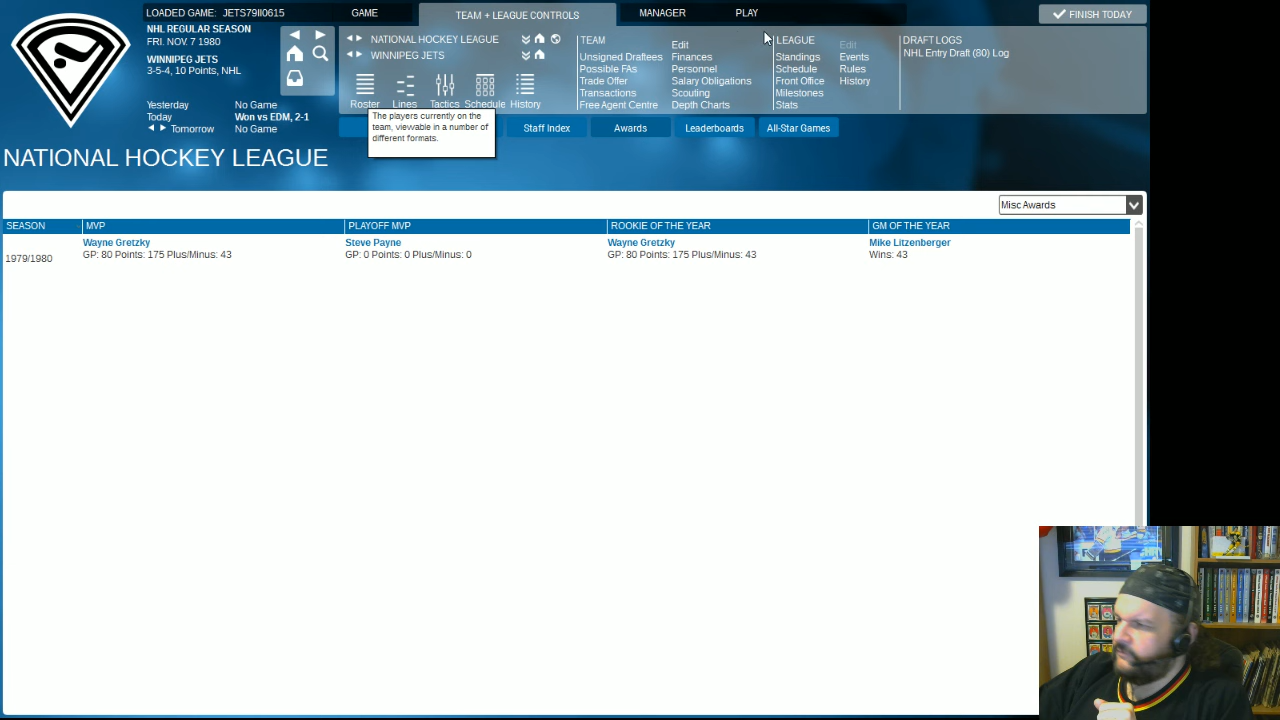 LOADED GAME: JETS79II0615
GAME
TEAM + LEAGUE CONTROLS
MANAGER
PLAY
FINISH TODAY
NHL REGULAR SEASON
FRI. NOV. 7 1980
WINNIPEG JETS
3-5-4, 10 Points, NHL
Yesterday No Game
Today Won vs EDM, 2-1
Tomorrow No Game
NATIONAL HOCKEY LEAGUE
WINNIPEG JETS
Roster Lines Tactics Schedule History
TEAM
Unsigned Draftees
Possible FAs
Trade Offer
Transactions
Free Agent Centre
Edit
Finances
Personnel
Salary Obligations
Scouting
Depth Charts
LEAGUE
Standings
Schedule
Front Office
Milestones
Stats
Edit
Events
Rules
History
DRAFT LOGS
NHL Entry Draft (80) Log
The players currently on the
team, viewable in a number of
different formats.
Staff Index Awards Leaderboards All-Star Games
NATIONAL HOCKEY LEAGUE
Misc Awards
SEASON MVP PLAYOFF MVP ROOKIE OF THE YEAR GM OF THE YEAR
Wayne Gretzky Steve Payne Wayne Gretzky Mike Litzenberger
1979/1980 GP: 80 Points: 175 Plus/Minus: 43 GP: 0 Points: 0 Plus/Minus: 0 GP: 80 Points: 175 Plus/Minus: 43 Wins: 43